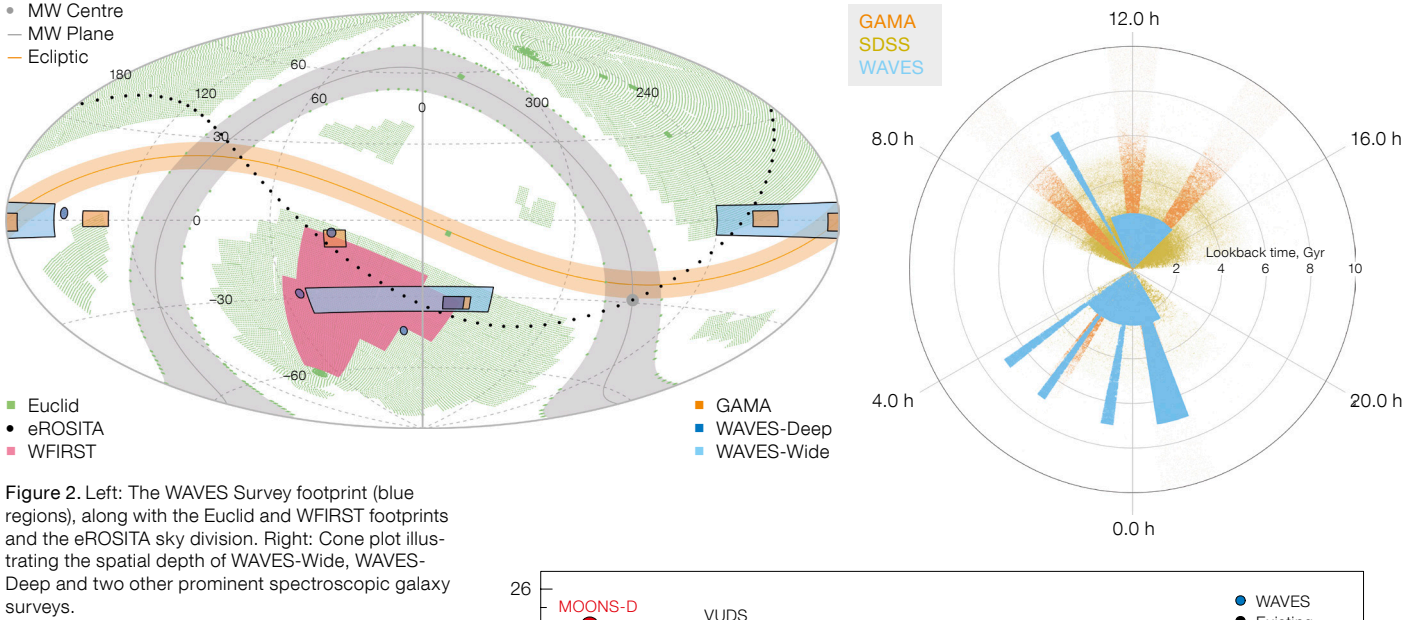 MW Centre
MW Plane
Ecliptic
180
120
60
60
0
300
240
30
0
−30
−60
Euclid
eROSITA
WFIRST
GAMA
WAVES-Deep
WAVES-Wide
GAMA
SDSS
WAVES
12.0 h
8.0 h
16.0 h
Lookback time, Gyr
2 4 6 8 10
4.0 h
20.0 h
0.0 h
Figure 2. Left: The WAVES Survey footprint (blue
regions), along with the Euclid and WFIRST footprints
and the eROSITA sky division. Right: Cone plot illus-
trating the spatial depth of WAVES-Wide, WAVES-
Deep and two other prominent spectroscopic galaxy
surveys.
26
MOONS-D
VUDS
WAVES